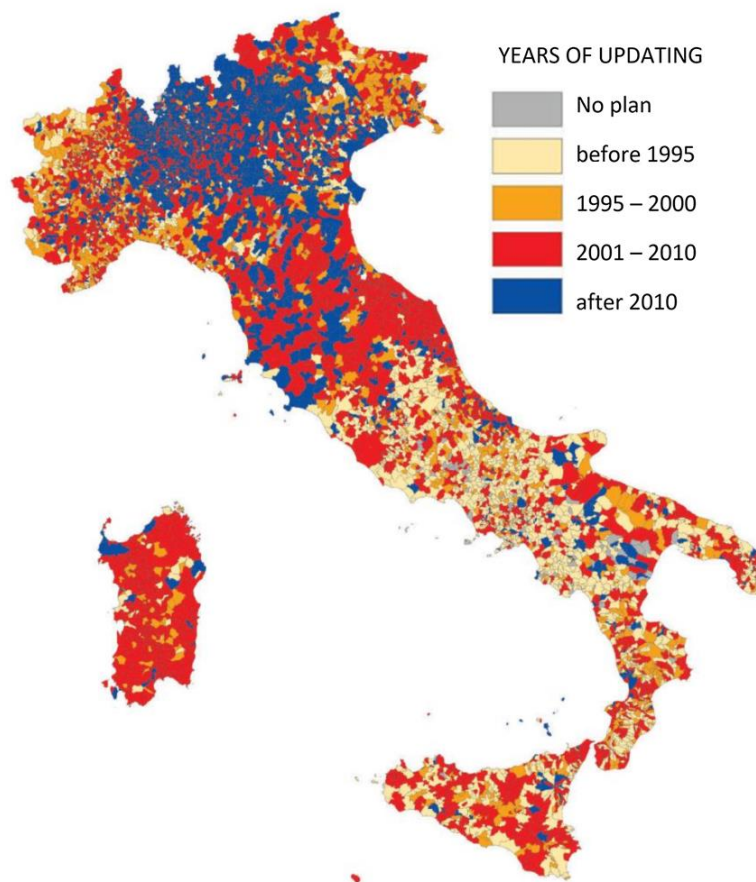 YEARS OF UPDATING
No plan
before 1995
1995 – 2000
2001 – 2010
after 2010